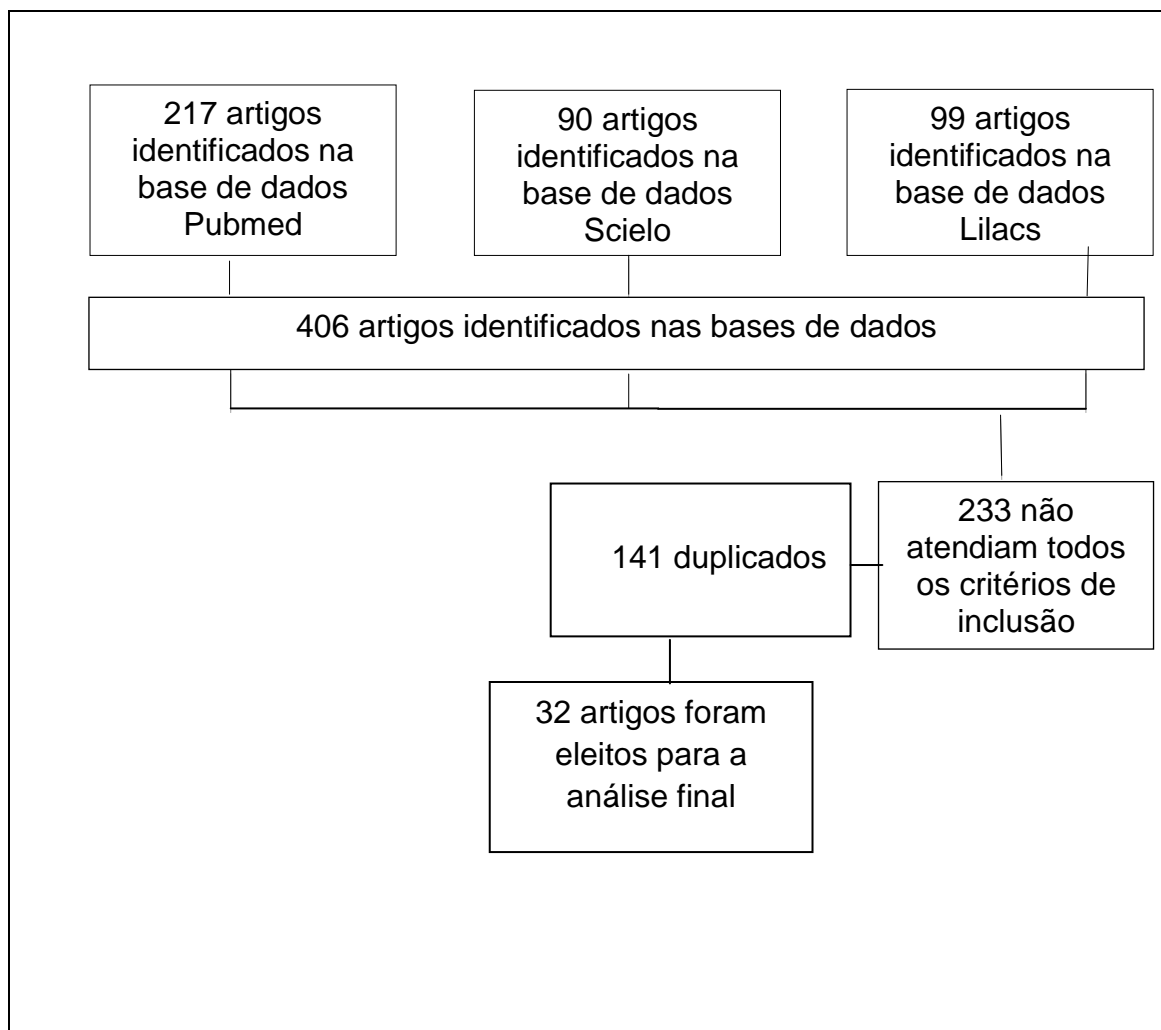 217 artigos
identificados na
base de dados
Pubmed
90 artigos
identificados na
base de dados
Scielo
99 artigos
identificados na
base de dados
Lilacs
406 artigos identificados nas bases de dados
141 duplicados
233 não
atendiam todos
os critérios de
inclusão
32 artigos foram
eleitos para a
análise final